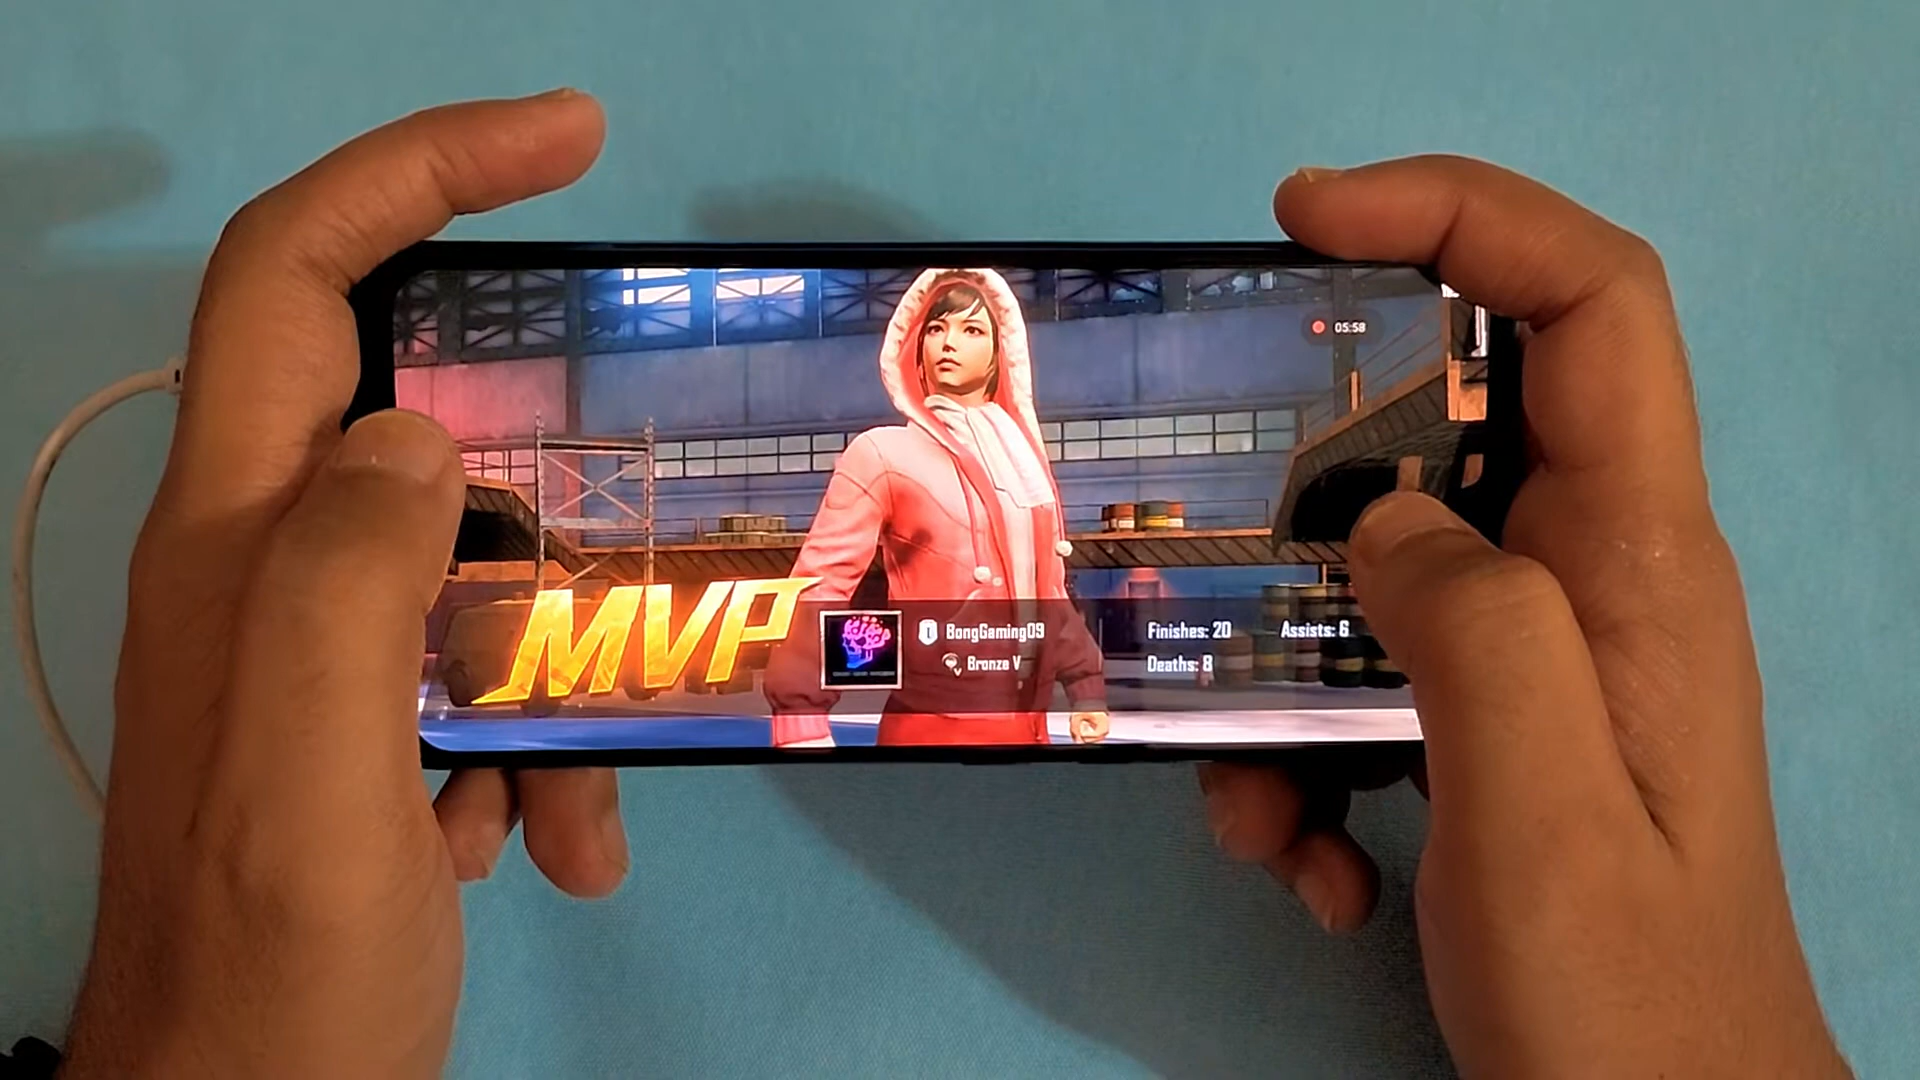 05:58
MVP
BongGaming09
Finishes: 20
Assists: 6
Bronze V
Deaths: 8